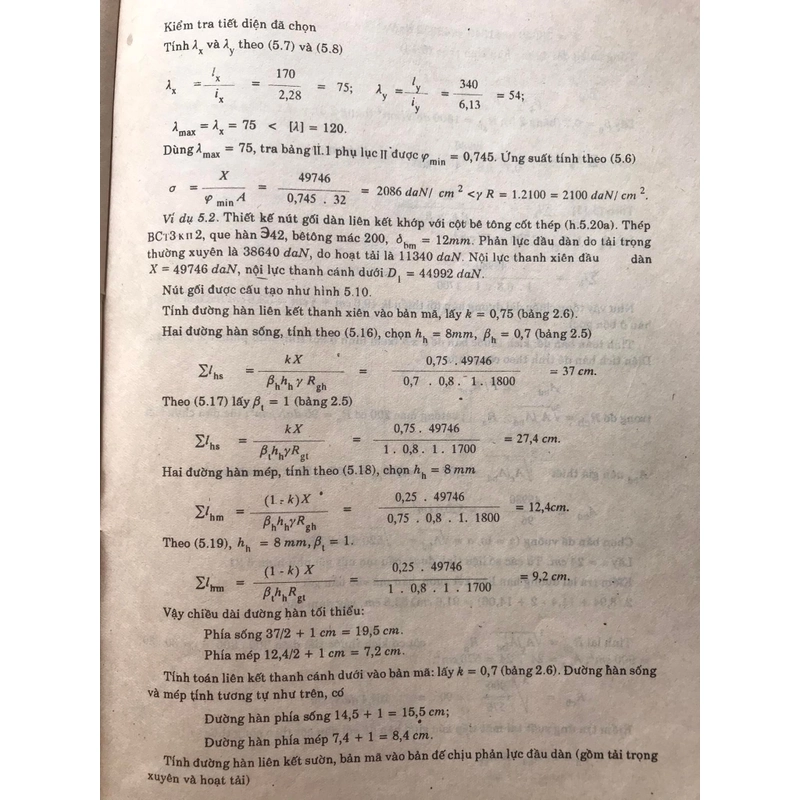 Kiểm tra tiết diện đã chọn
Tính λx và λy theo (5.7) và (5.8)
λx = lx / ix = 170 / 2,28 = 75; λy = ly / iy = 340 / 6,13 = 54;
λmax = λx = 75 < [λ] = 120.
Dùng λmax = 75, tra bảng II.1 phụ lục II được φmin = 0,745. Ứng suất tính theo (5.6)
σ = X / φ min A = 49746 / 0,745 . 32 = 2086 daN/ cm² <γ R = 1.2100 = 2100 daN/ cm².
Ví dụ 5.2. Thiết kế nút gối dàn liên kết khớp với cột bê tông cốt thép (h.5.20a). Thép
BCт3кп2, que hàn Э42, bêtông mác 200, δbm = 12mm. Phản lực đầu dàn do tải trọng
thường xuyên là 38640 daN, do hoạt tải là 11340 daN. Nội lực thanh xiên đầu dàn
X = 49746 daN, nội lực thanh cánh dưới D1 = 44992 daN.
Nút gối được cấu tạo như hình 5.10.
Tính đường hàn liên kết thanh xiên vào bản mã, lấy k = 0,75 (bảng 2.6).
Hai đường hàn sống, tính theo (5.16), chọn hh = 8mm, βh = 0,7 (bảng 2.5)
Σlhs = kX / βhhh γ Rgh = 0,75 . 49746 / 0,7 . 0,8 . 1 . 1800 = 37 cm.
Theo (5.17) lấy βt = 1 (bảng 2.5)
Σlhs = kX / βthhγRgt = 0,75 . 49746 / 1 . 0,8 . 1 . 1700 = 27,4 cm.
Hai đường hàn mép, tính theo (5.18), chọn hh = 8 mm
Σlhm = (1 - k)X / βhhhγRgh = 0,25 . 49746 / 0,75 . 0,8 . 1. 1800 = 12,4cm.
Theo (5.19), hh = 8 mm, βt = 1.
Σlhm = (1 - k) X / βthhRgt = 0,25 . 49746 / 1 . 0,8 . 1 . 1700 = 9,2 cm.
Vậy chiều dài đường hàn tối thiểu:
Phía sống 37/2 + 1 cm = 19,5 cm.
Phía mép 12,4/2 + 1 cm = 7,2 cm.
Tính toán liên kết thanh cánh dưới vào bản mã: lấy k = 0,7 (bảng 2.6). Đường hàn sống
và mép tính tương tự như trên, có
Đường hàn phía sống 14,5 + 1 = 15,5 cm;
Đường hàn phía mép 7,4 + 1 = 8,4 cm.
Tính đường hàn liên kết sườn, bản mã vào bản đế chịu phản lực đầu dàn (gồm tải trọng
xuyên và hoạt tải)